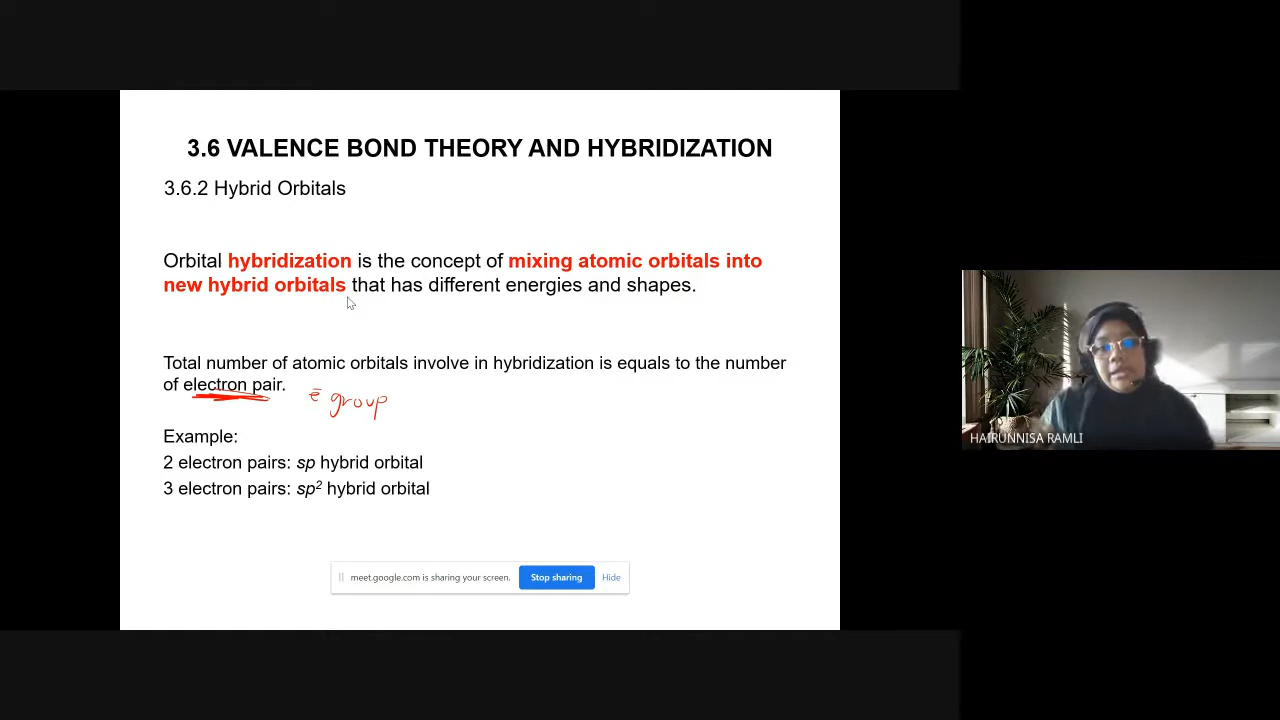 3.6 VALENCE BOND THEORY AND HYBRIDIZATION
3.6.2 Hybrid Orbitals
Orbital hybridization is the concept of mixing atomic orbitals into
new hybrid orbitals that has different energies and shapes.
Total number of atomic orbitals involve in hybridization is equals to the number
of electron pair.
ē group
Example:
2 electron pairs: sp hybrid orbital
3 electron pairs: sp² hybrid orbital
meet.google.com is sharing your screen. Stop sharing Hide
HAIRUNNISA RAMLI